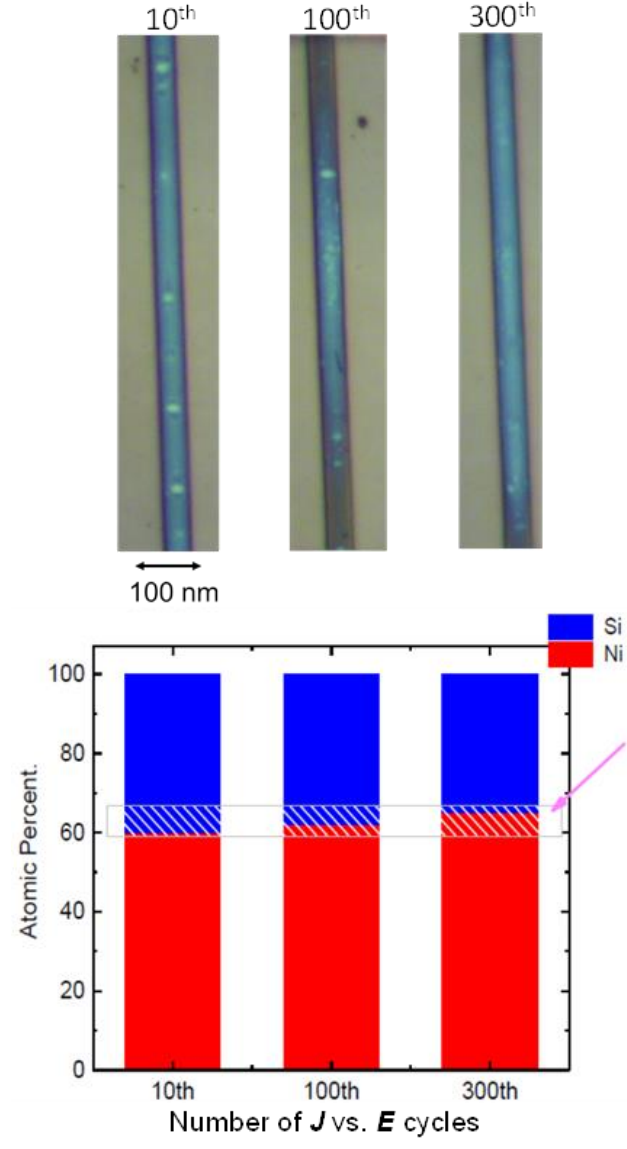 10th 100th 300th
100 nm
Si
Ni
100
80
60
40
20
0
Atomic Percent.
10th 100th 300th
Number of J vs. E cycles